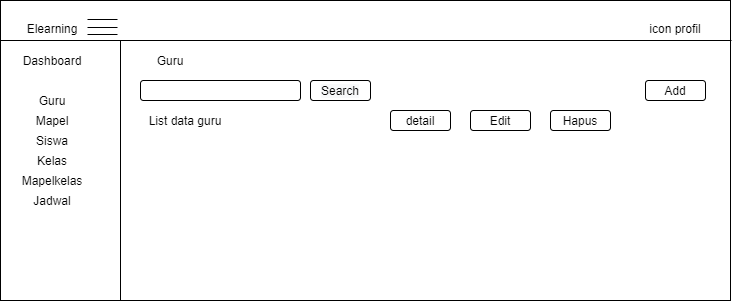 Elearning
icon profil
Dashboard
Guru
Mapel
Siswa
Kelas
Mapelkelas
Jadwal
Guru
Search
Add
List data guru
detail
Edit
Hapus